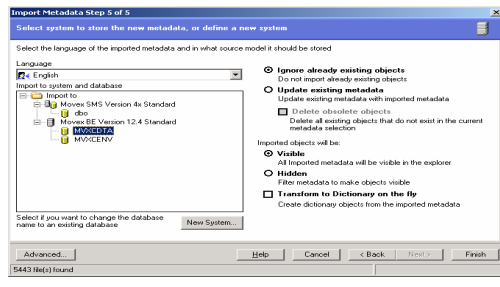 Import Metadata Step 5 of 5
Select system to store the new metadata, or define a new system
Select the language of the imported metadata and in what source model it should be stored
Language
English
Import to system and database
Import to
Movex SMS Version 4x Standard
dbo
Movex BE Version 12.4 Standard
MVXCDTA
MVXCENV
Select if you want to change the database
name to an existing database
New System...
Ignore already existing objects
Do not import already existing objects
Update existing metadata
Update existing metadata with imported metadata
Delete obsolete objects
Delete all existing objects that do not exist in the current
metadata selection
Imported objects will be:
Visible
All Imported metadata will be visible in the explorer
Hidden
Filter metadata to make objects visible
Transform to Dictionary on the fly
Create dictionary objects from the imported metadata
Advanced...
Help
Cancel
< Back
Next >
Finish
5443 file(s) found